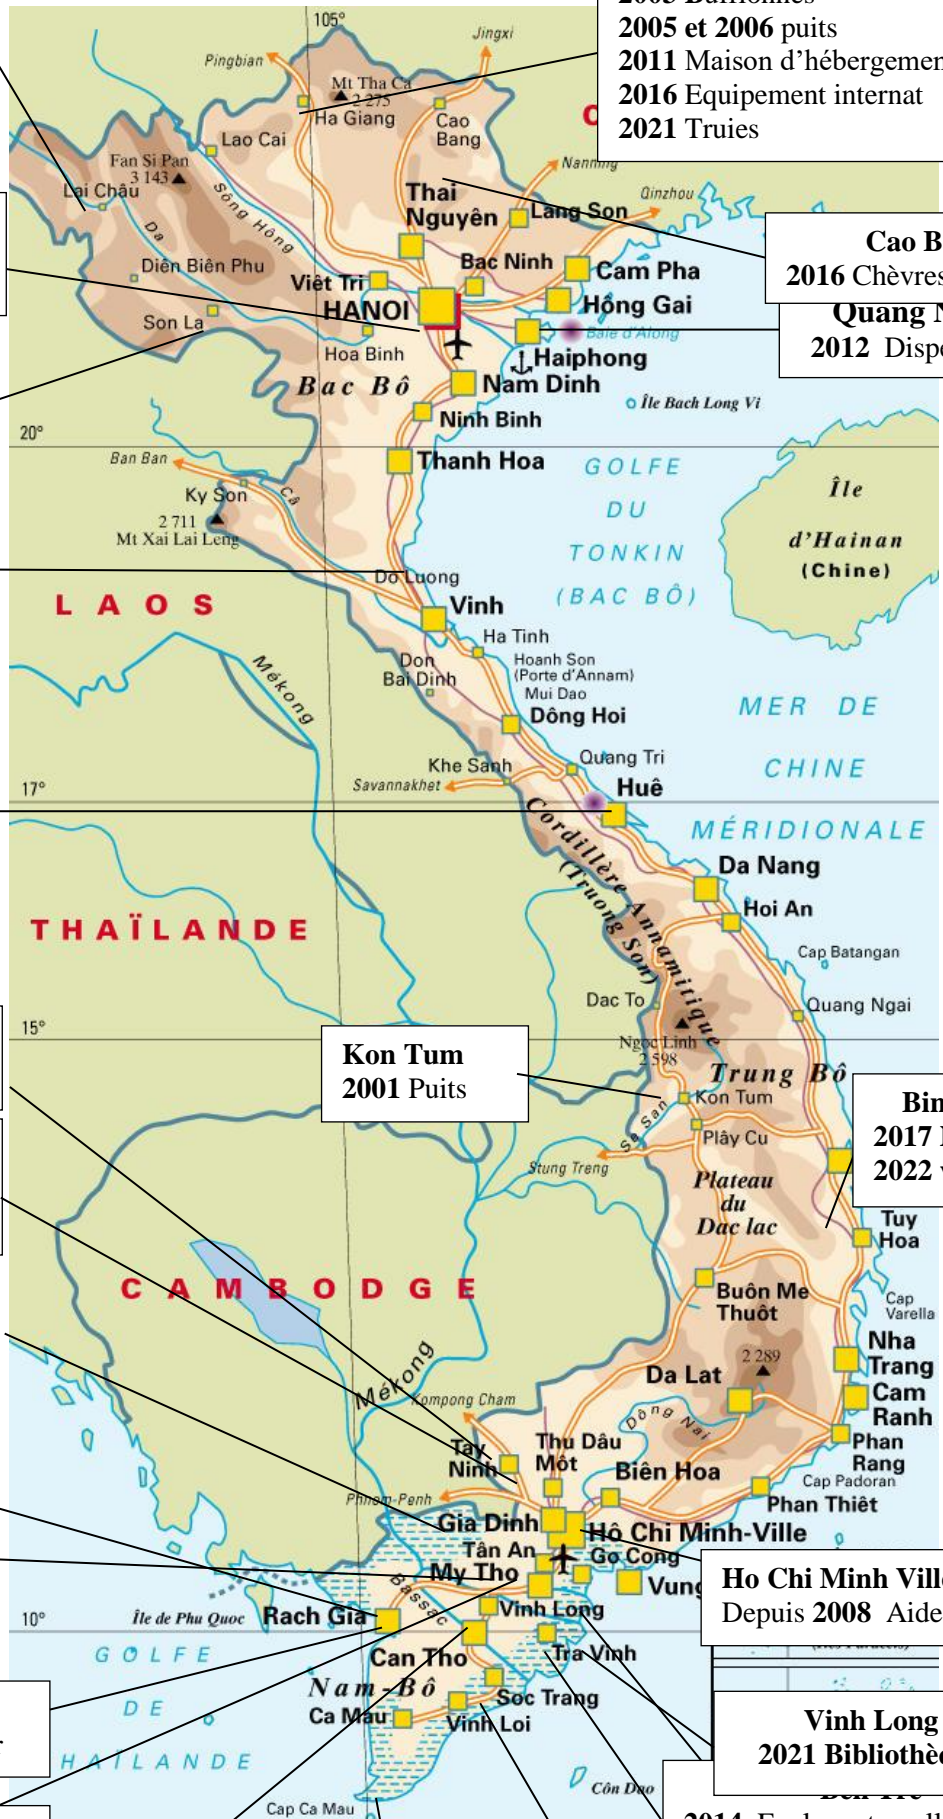 105°
Jingxi
2005 et 2006 puits
2011 Maison d'hébergemen
2016 Equipement internat
2021 Truies
Pingbian
Mt Tha Ca
2 275
Ha Giang
Cao
Bang
Lao Cai
Fan Si Pan
3 143
Lai Châu
Nanning
Qinzhou
Sông Hông
Da
Thai
Nguyên
Lang Son
Cao B
2016 Chèvres
Diên Biên Phu
Viêt Tri
Bac Ninh
Cam Pha
HANOI
Hông Gai
Quang N
2012 Dispe
Son La
Baie d'Along
Hoa Binh
Haiphong
Bac Bô
Nam Dinh
Île Bach Long Vi
Ninh Binh
20°
Ban Ban
Thanh Hoa
GOLFE
DU
TONKIN
(BAC BÔ)
Île
d'Hainan
(Chine)
Ky Son
Câ
2 711
Mt Xai Lai Leng
Do Luong
LAOS
Vinh
Ha Tinh
Mékong
Don
Bai Dinh
Hoanh Son
(Porte d'Annam)
Mui Dao
Dông Hoi
MER DE
CHINE
MÉRIDIONALE
Khe Sanh
Quang Tri
Savannakhet
17°
Huê
Cordillère Annamitique
(Truong Son)
Da Nang
Hoi An
THAÏLANDE
Cap Batangan
Dac To
Quang Ngai
15°
Ngoc Linh
2 598
Kon Tum
2001 Puits
Trung Bô
Kon Tum
Se San
Plây Cu
Bin
2017
2022
Stung Treng
Plateau
du
Dac lac
Tuy
Hoa
CAMBODGE
Buôn Me
Thuôt
Cap
Varella
Nha
Trang
2 289
Da Lat
Cam
Ranh
Mékong
Kompong Cham
Dông Nai
Phan
Rang
Tay
Ninh
Thu Dâu
Môt
Biên Hoa
Cap Padoran
Phnom-Penh
Phan Thiêt
Gia Dinh
Hô Chi Minh-Ville
Tân An
Go Cong
My Tho
Vung
Ho Chi Minh Ville
Depuis 2008 Aide
Bassac
10°
Île de Phu Quoc
Rach Gia
Vinh Long
Can Tho
Tra Vinh
GOLFE
DE
HAÏLANDE
Nam-Bô
Soc Trang
Ca Mau
Vinh Loi
Vinh Long
2021 Bibliothè
Côn Dao
Cap Ca Mau
2014